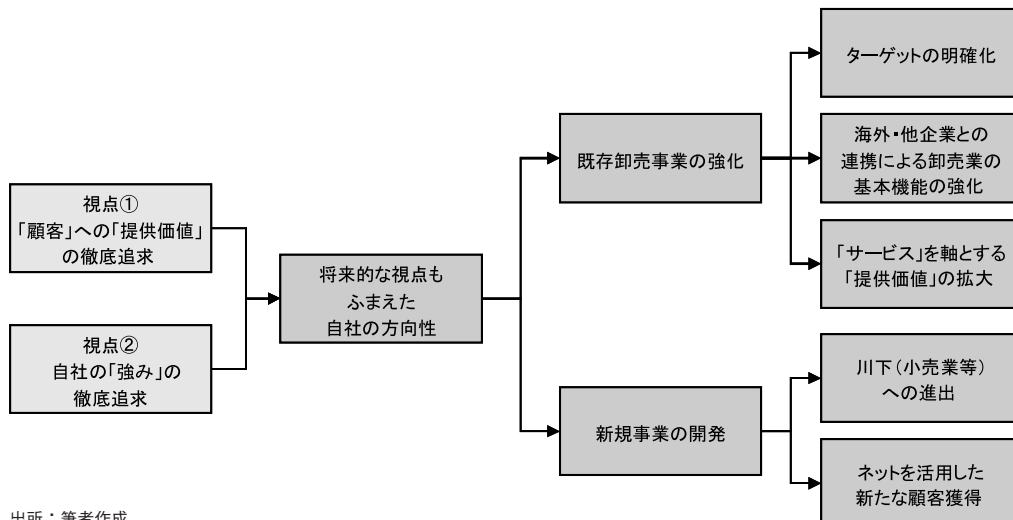 視点①
「顧客」への「提供価値」
の徹底追求
視点②
自社の「強み」の
徹底追求
将来的な視点も
ふまえた
自社の方向性
既存卸売事業の強化
新規事業の開発
ターゲットの明確化
海外・他企業との
連携による卸売業の
基本機能の強化
「サービス」を軸とする
「提供価値」の拡大
川下(小売業等)
への進出
ネットを活用した
新たな顧客獲得
出所:筆者作成